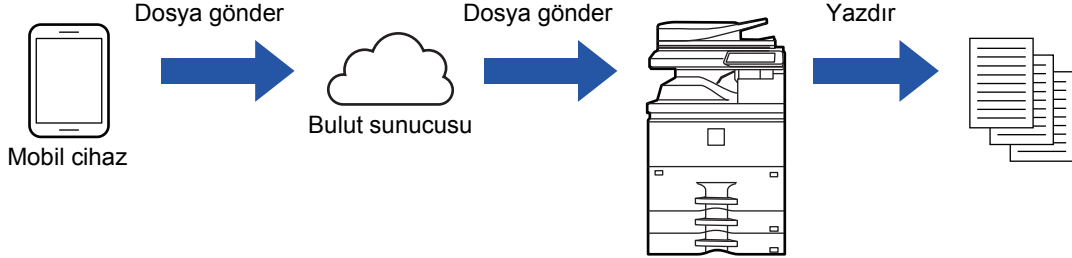 Dosya gönder
Dosya gönder
Yazdır
Bulut sunucusu
Mobil cihaz